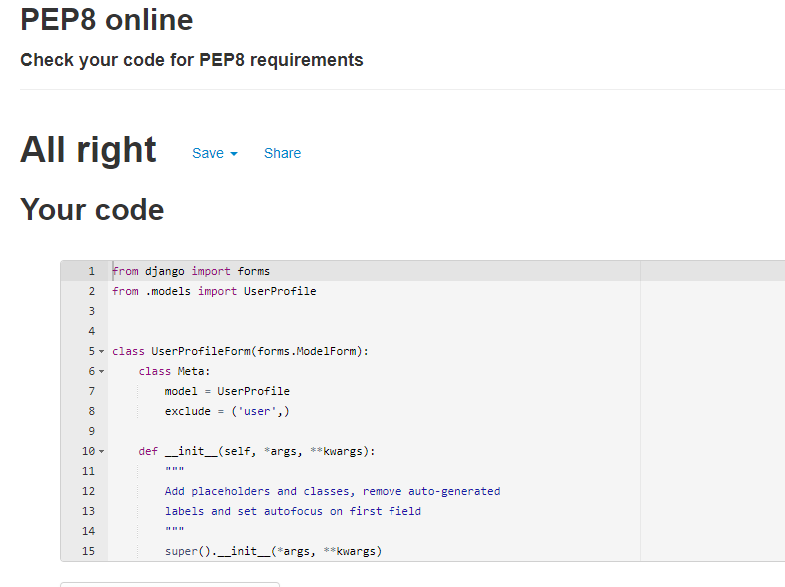 PEP8 online
Check your code for PEP8 requirements
All right Save Share
Your code
1 from django import forms
2 from .models import UserProfile
3
4
5 class UserProfileForm(forms.ModelForm):
6     class Meta:
7         model = UserProfile
8         exclude = ('user',)
9
10     def __init__(self, *args, **kwargs):
11         """
12         Add placeholders and classes, remove auto-generated
13         labels and set autofocus on first field
14         """
15         super().__init__(*args, **kwargs)